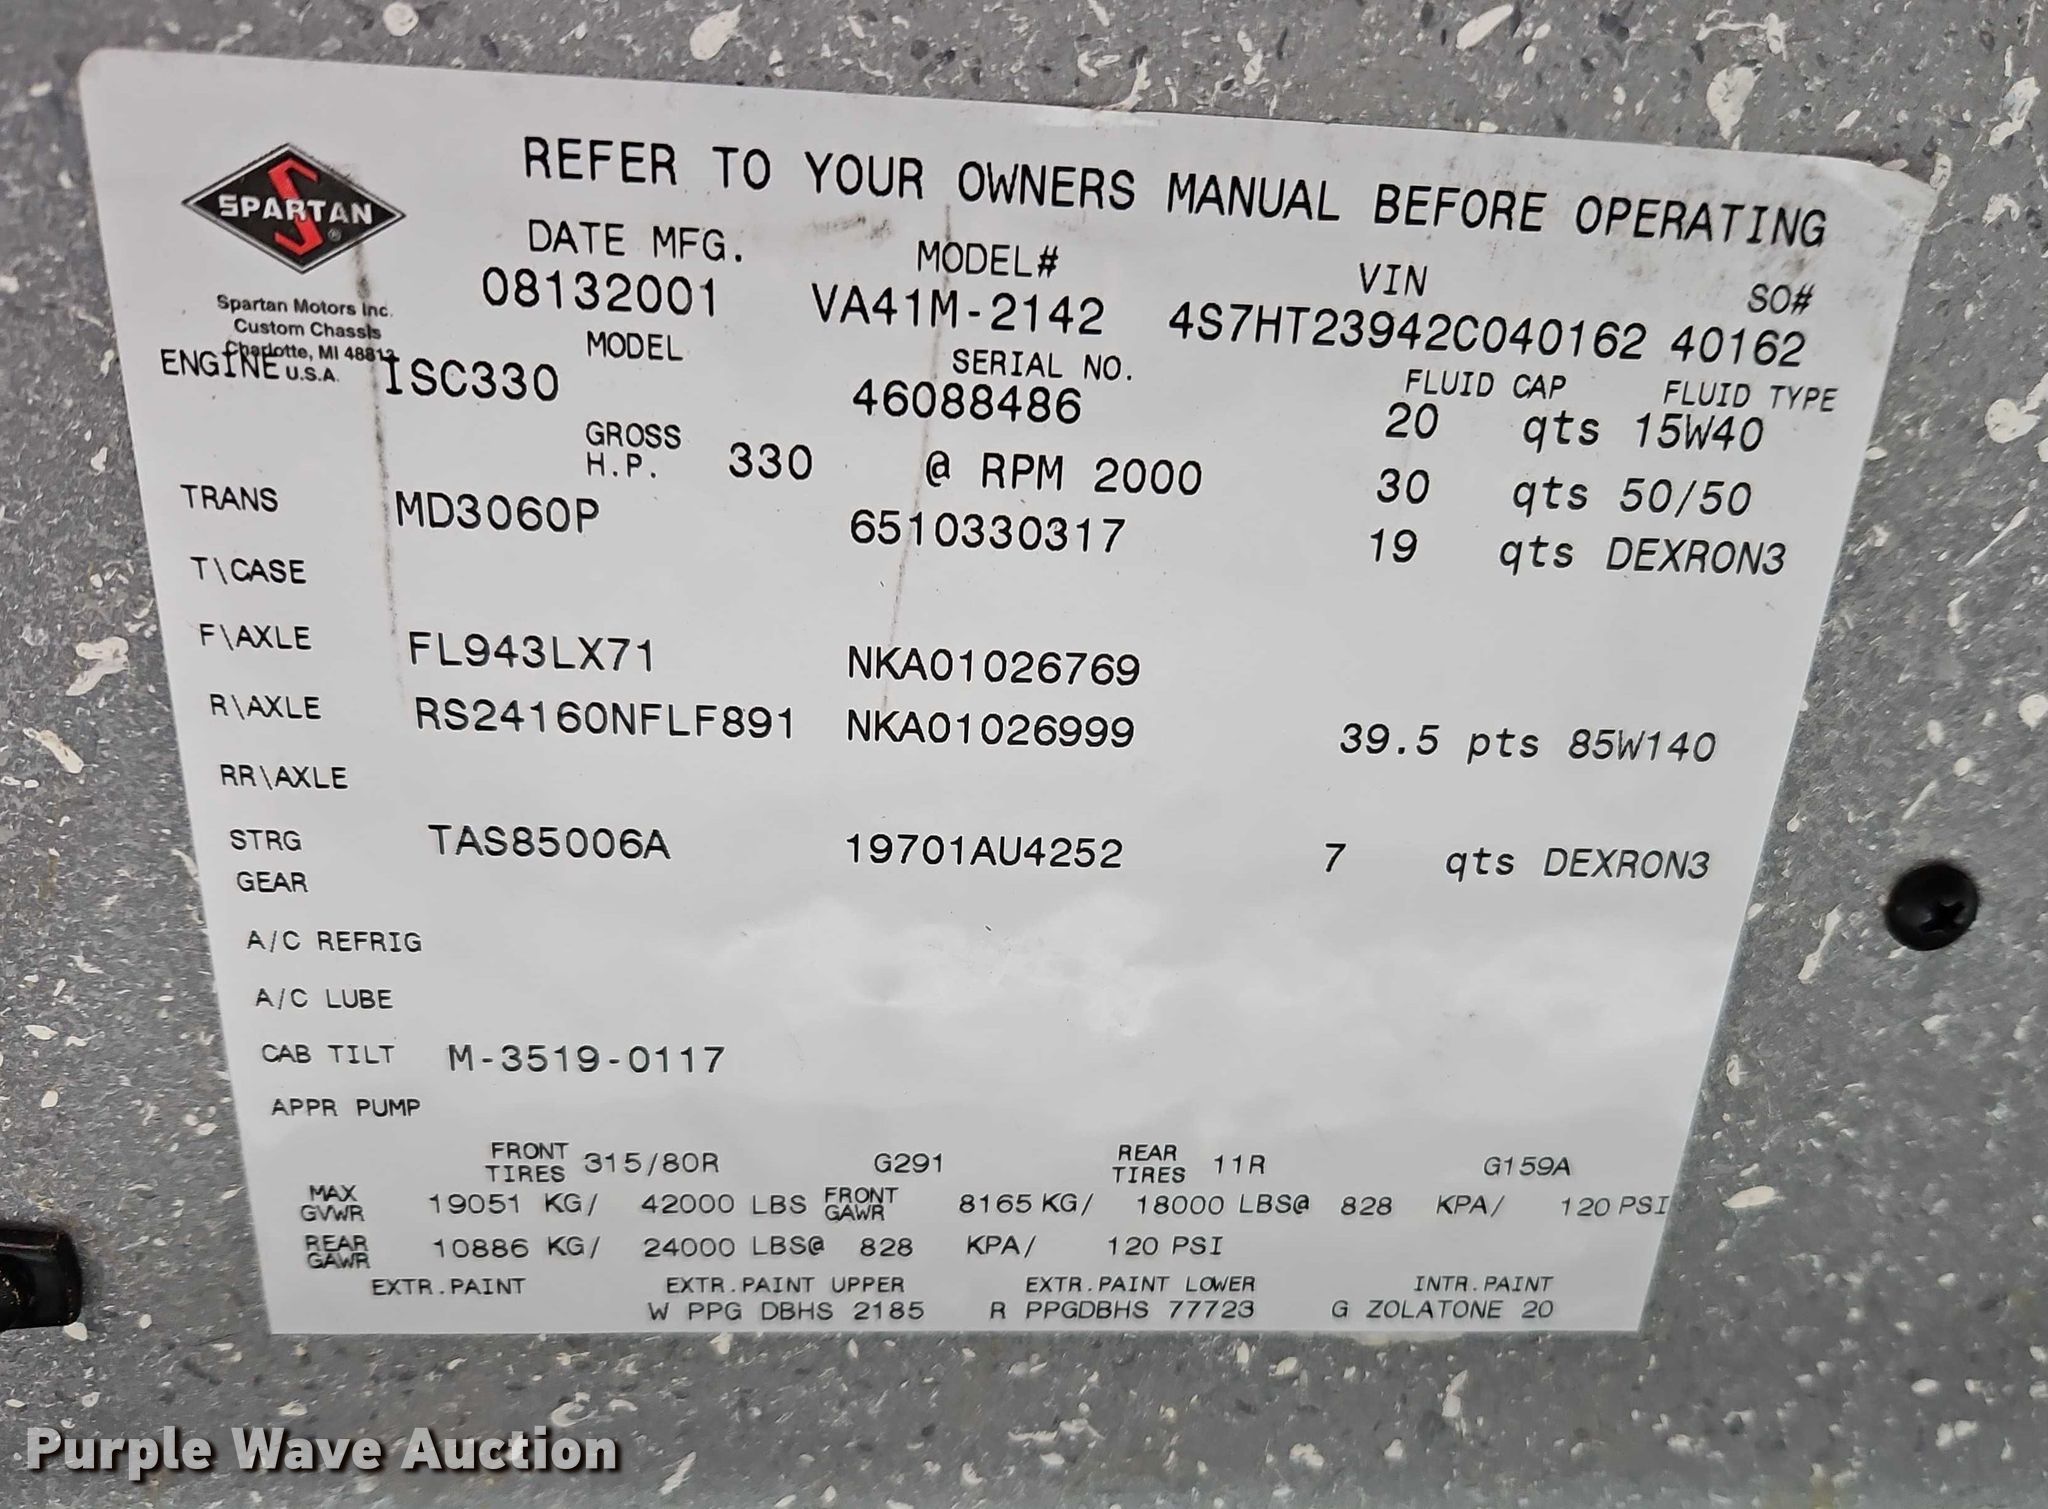 SPARTAN ®
Spartan Motors Inc.
Custom Chassis
Charlotte, MI 48813
U.S.A.
REFER TO YOUR OWNERS MANUAL BEFORE OPERATING
DATE MFG. MODEL# VIN SO#
08132001 VA41M-2142 4S7HT23942C040162 40162
MODEL SERIAL NO. FLUID CAP FLUID TYPE
ENGINE ISC330 46088486 20 qts 15W40
GROSS H.P. 330 @ RPM 2000 30 qts 50/50
TRANS MD3060P 6510330317 19 qts DEXRON3
T\CASE
F\AXLE FL943LX71 NKA01026769
R\AXLE RS24160NFLF891 NKA01026999 39.5 pts 85W140
RR\AXLE
STRG GEAR TAS85006A 19701AU4252 7 qts DEXRON3
A/C REFRIG
A/C LUBE
CAB TILT M-3519-0117
APPR PUMP
FRONT TIRES 315/80R G291 REAR TIRES 11R G159A
MAX GVWR 19051 KG/ 42000 LBS FRONT GAWR 8165 KG/ 18000 LBS@ 828 KPA/ 120 PSI
REAR GAWR 10886 KG/ 24000 LBS@ 828 KPA/ 120 PSI
EXTR.PAINT EXTR.PAINT UPPER EXTR.PAINT LOWER INTR.PAINT
W PPG DBHS 2185 R PPGDBHS 77723 G ZOLATONE 20
Purple Wave Auction